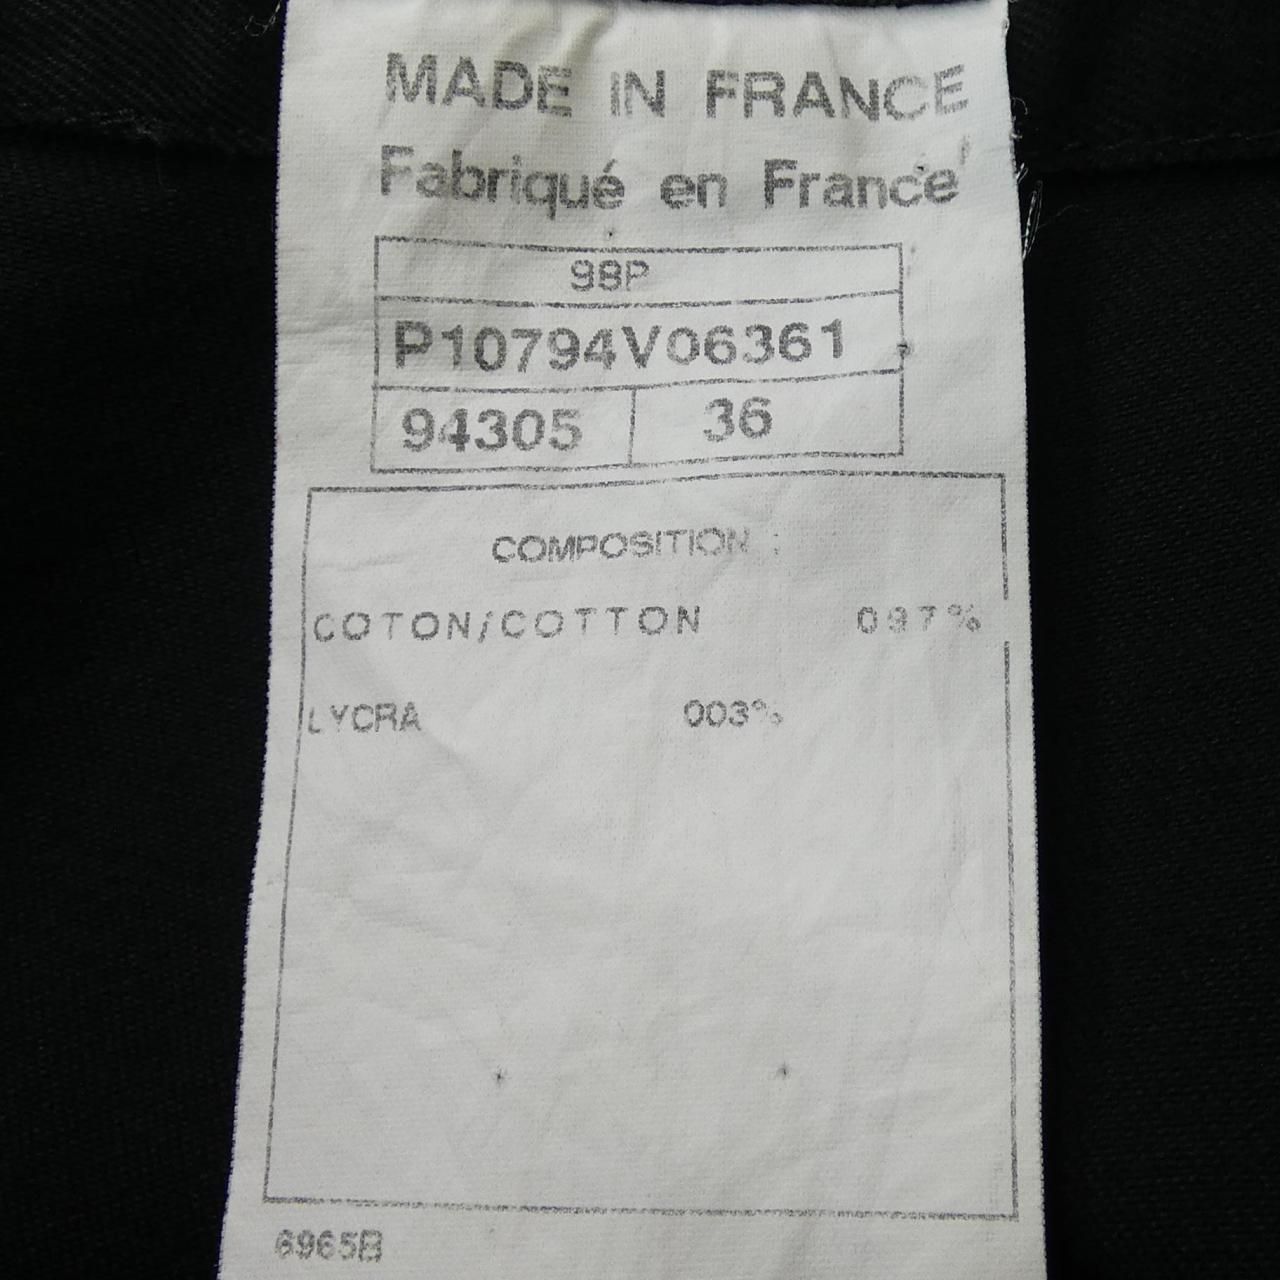 MADE IN FRANCE
Fabriqué en France
98P
P10794V06361
94305 36
COMPOSITION :
COTON/COTTON 097%
LYCRA 003%
6965B